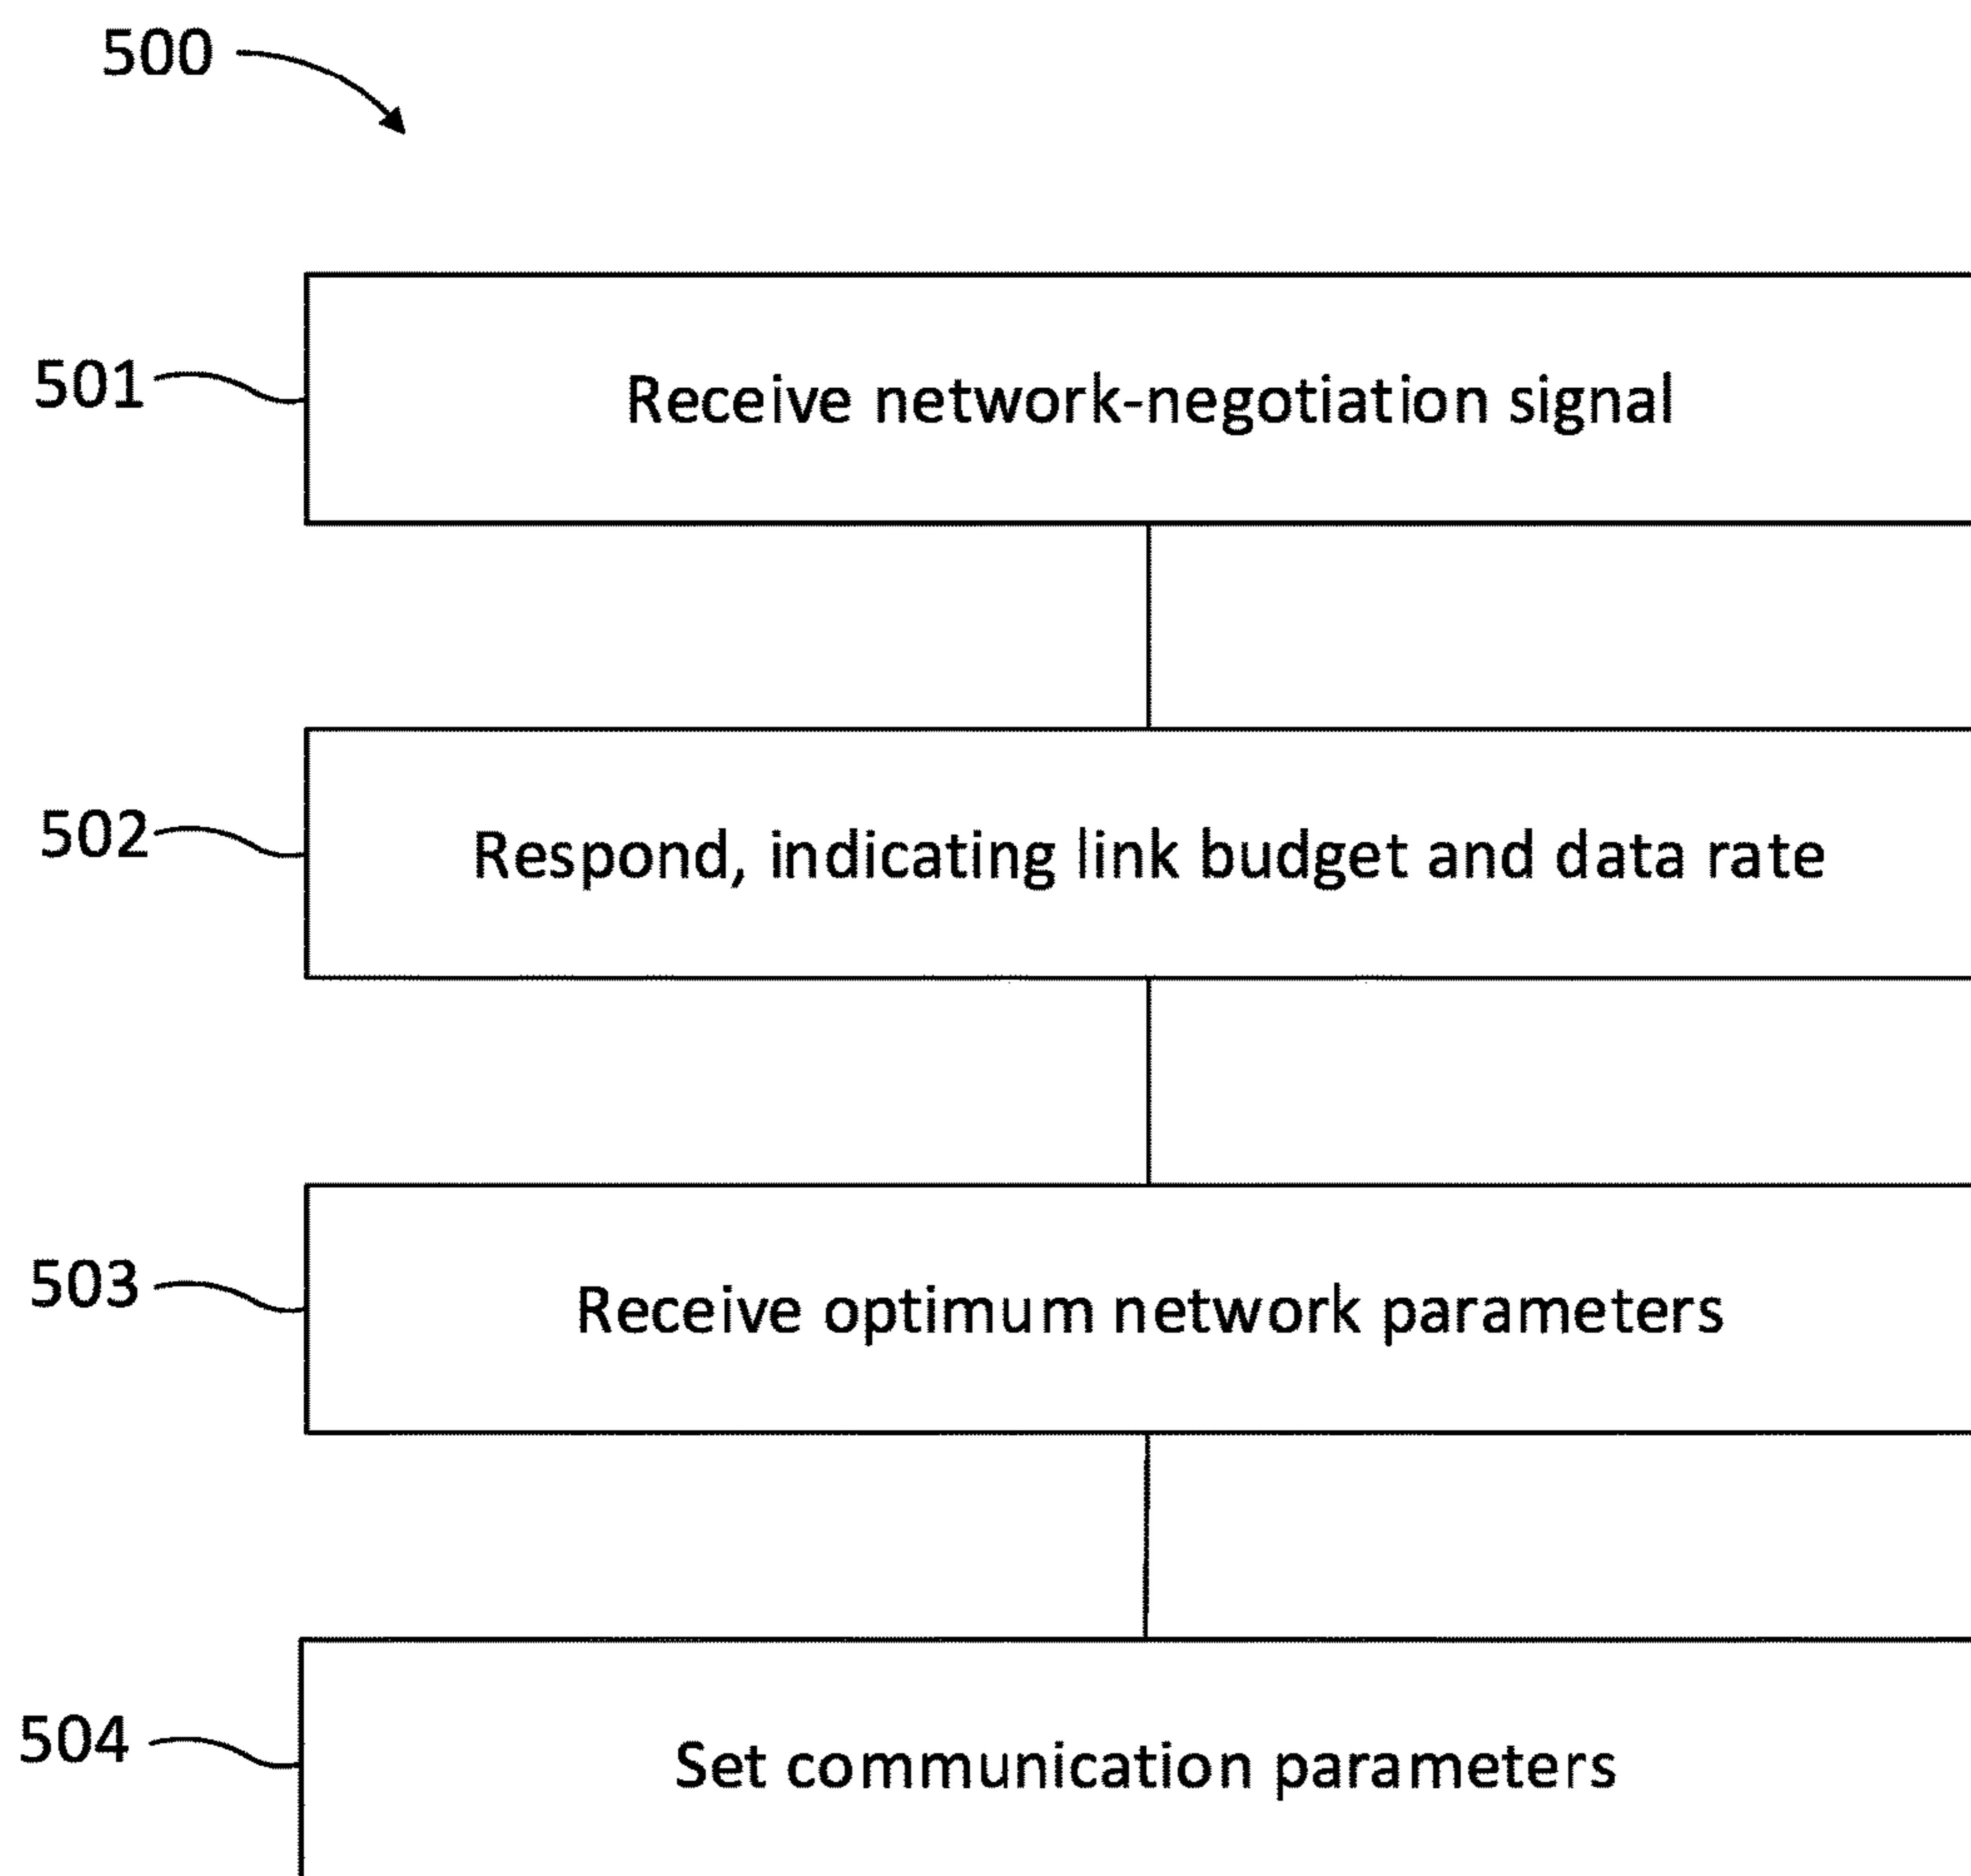 500
501
Receive network-negotiation signal
502
Respond, indicating link budget and data rate
503
Receive optimum network parameters
504
Set communication parameters